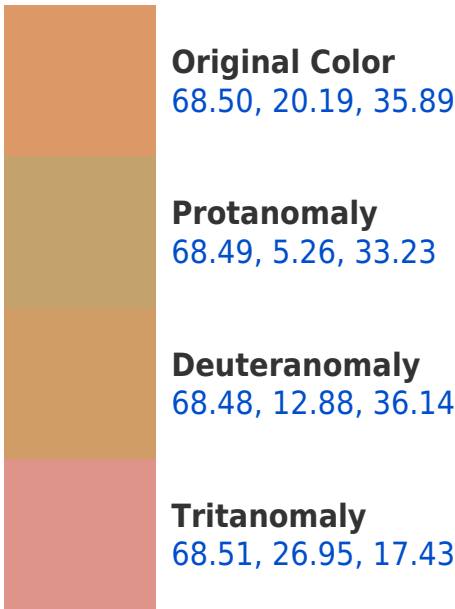 Original Color
68.50, 20.19, 35.89
Protanomaly
68.49, 5.26, 33.23
Deuteranomaly
68.48, 12.88, 36.14
Tritanomaly
68.51, 26.95, 17.43